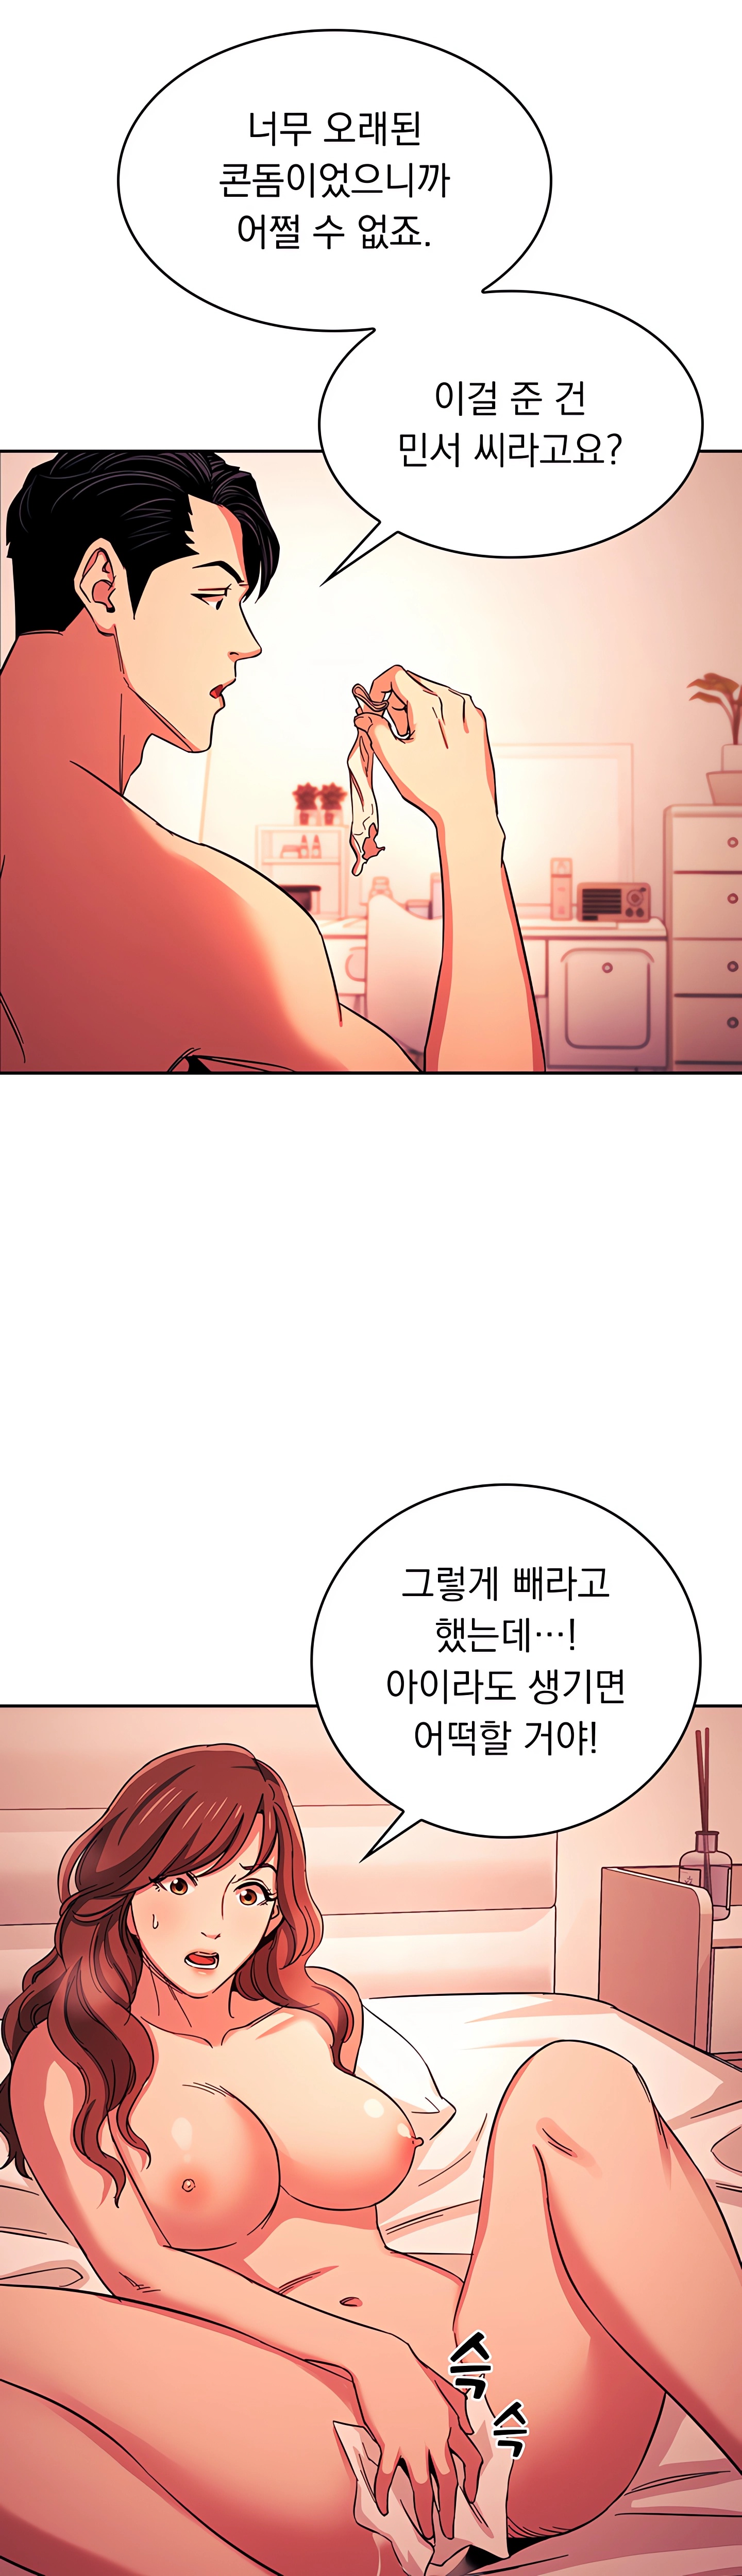 너무 오래된
콘돔이었으니까
어쩔 수 없죠.
이걸 준 건
민서 씨라고요?
그렇게 빼라고
했는데…!
아이라도 생기면
어떡할 거야!
슥
슥